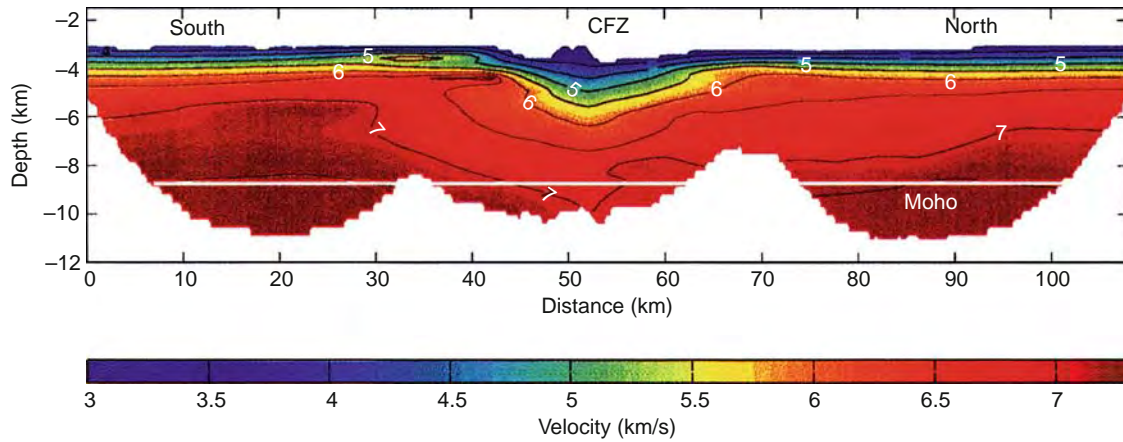 South CFZ North
–2
–4
–6
–8
–10
–12
Depth (km)
5 5 5 5
6 6 6 6
7 7 7
Moho
0 10 20 30 40 50 60 70 80 90 100
Distance (km)
3 3.5 4 4.5 5 5.5 6 6.5 7
Velocity (km/s)